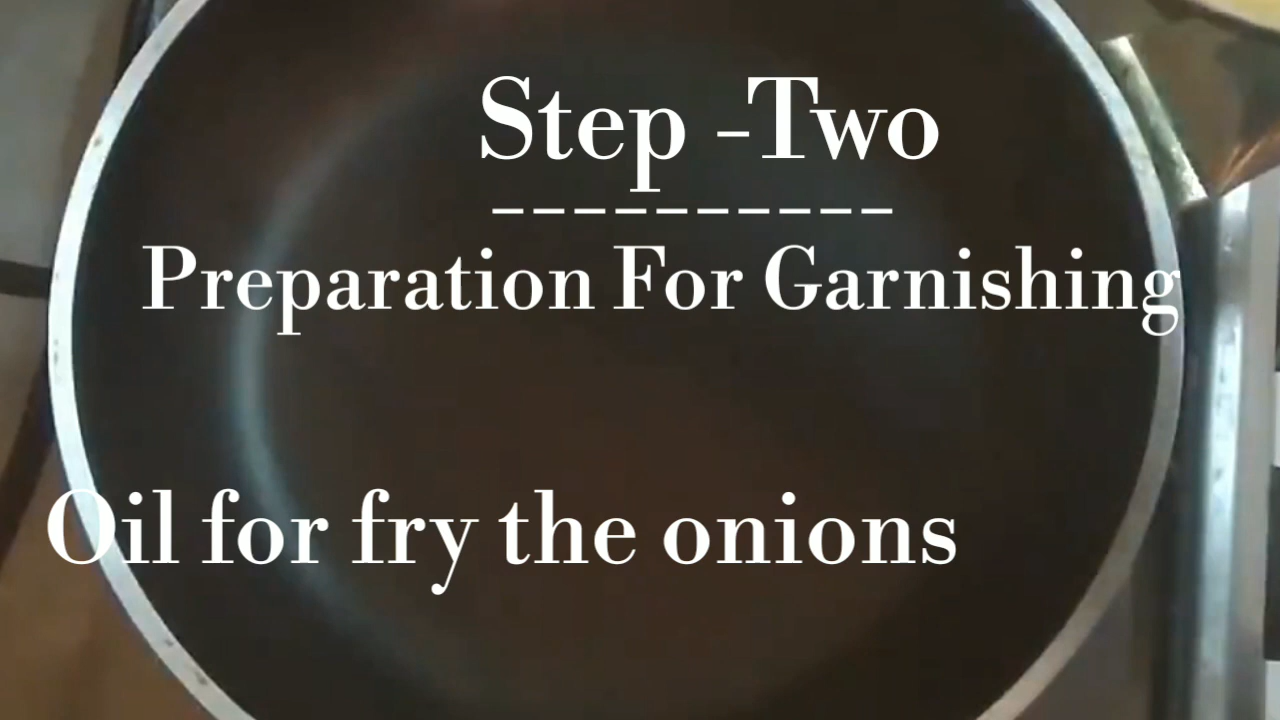 Step -Two
----------
Preparation For Garnishing
Oil for fry the onions